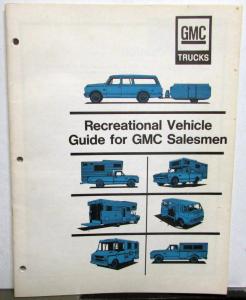 GMC
TRUCKS
Recreational Vehicle
Guide for GMC Salesmen